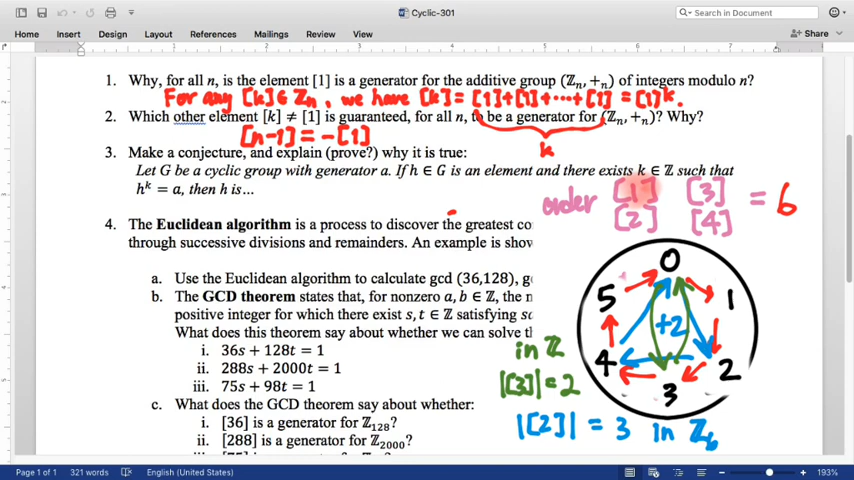 Cyclic-301
Search in Document
Home Insert Draw Design Layout References Mailings Review View Share
1. Why, for all n, is the element [1] is a generator for the additive group (ℤn, +n) of integers modulo n?
For any [k] ∈ ℤn, we have [k] = [1]+[1]+···+[1] = [1]k.
2. Which other element [k] ≠ [1] is guaranteed, for all n, to be a generator for (ℤn, +n)? Why?
[n-1] = -[1]
k
3. Make a conjecture, and explain (prove?) why it is true:
Let G be a cyclic group with generator a. If h ∈ G is an element and there exists k ∈ ℤ such that
hᵏ = a, then h is...
order [1] [3] = 6
[2] [4]
4. The Euclidean algorithm is a process to discover the greatest co
through successive divisions and remainders. An example is show
a. Use the Euclidean algorithm to calculate gcd (36,128), g
b. The GCD theorem states that, for nonzero a, b ∈ ℤ, the n
positive integer for which there exist s, t ∈ ℤ satisfying sa
What does this theorem say about whether we can solve th
i. 36s + 128t = 1
ii. 288s + 2000t = 1
iii. 75s + 98t = 1
c. What does the GCD theorem say about whether:
i. [36] is a generator for ℤ128?
ii. [288] is a generator for ℤ2000?
0
5 1
+2
4 2
3
in ℤ
|[3]| = 2
|[2]| = 3 in ℤ6
Page 1 of 1 321 words English (United States) 193%